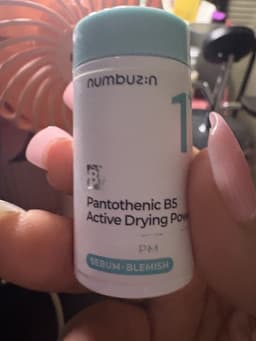 numbuz:n
1
Pantothenic B5
Active Drying Pow
PM
SEBUM · BLEMISH